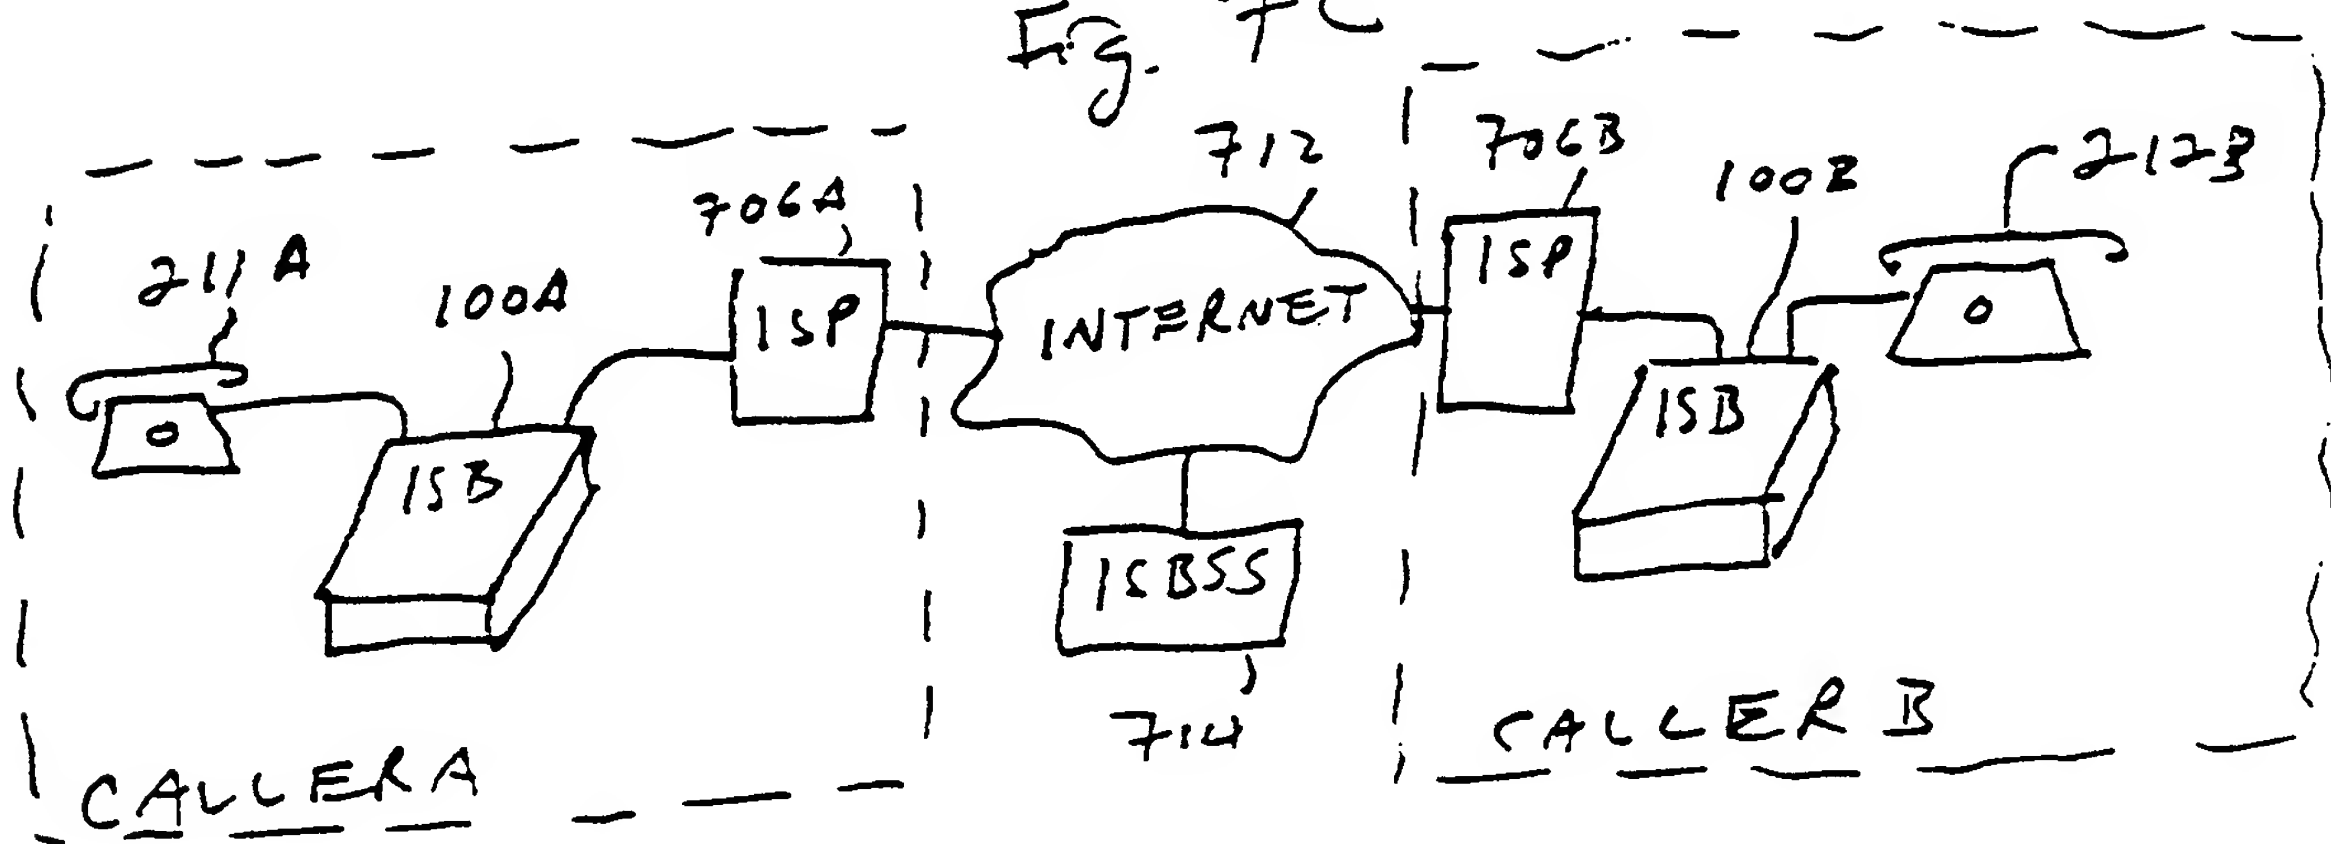 Fig. 7C
712
706B
100B
212B
706A
211A
100A
ISP
ISP
INTERNET
ISB
ISB
ISBSS
714
CALLER A
CALLER B